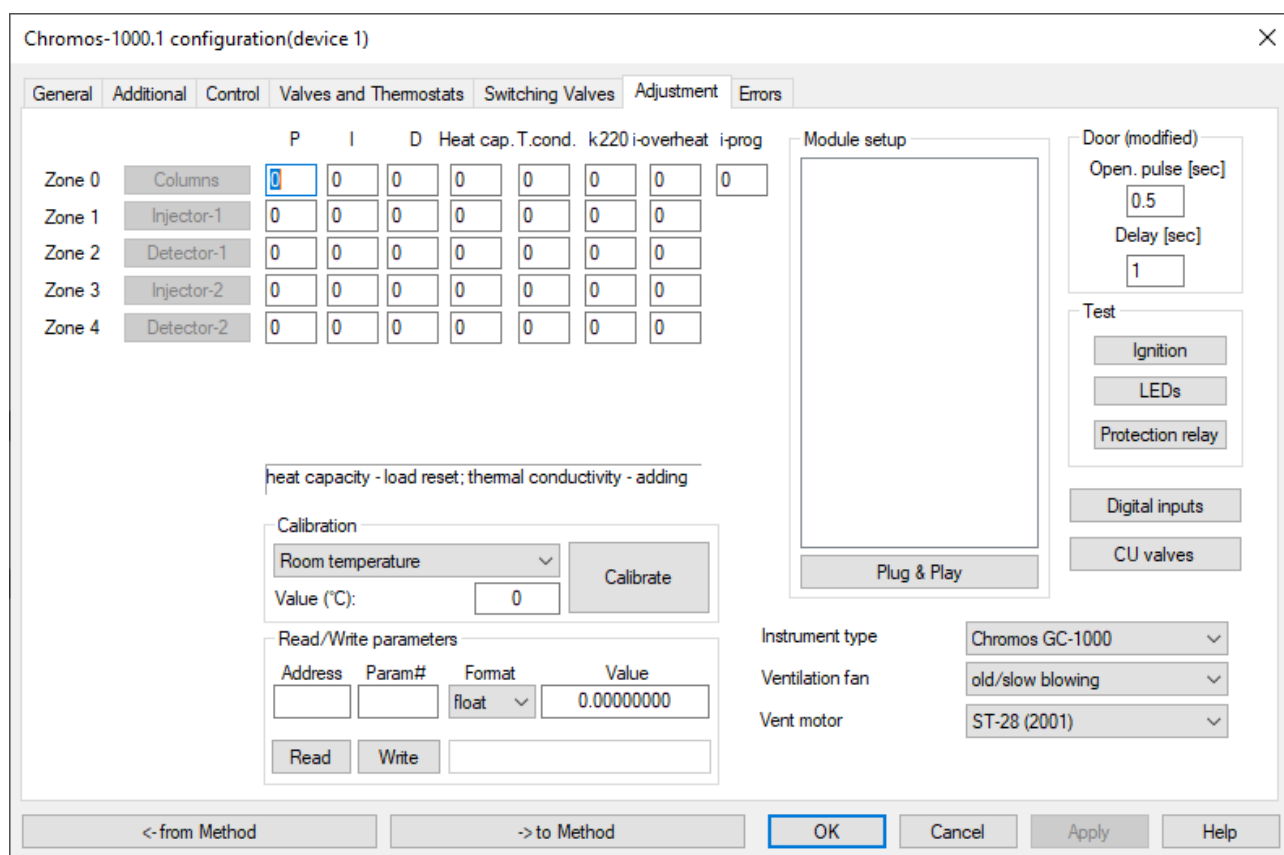 Chromos-1000.1 configuration(device 1)
General Additional Control Valves and Thermostats Switching Valves Adjustment Errors
P I D Heat cap. T.cond. k220 i-overheat i-prog
Zone 0 Columns 0 0 0 0 0 0 0 0
Zone 1 Injector-1 0 0 0 0 0 0 0
Zone 2 Detector-1 0 0 0 0 0 0 0
Zone 3 Injector-2 0 0 0 0 0 0 0
Zone 4 Detector-2 0 0 0 0 0 0 0
heat capacity - load reset; thermal conductivity - adding
Calibration
Room temperature
Value (°C): 0
Calibrate
Read/Write parameters
Address Param# Format Value
float 0.00000000
Read Write
Module setup
Plug & Play
Door (modified)
Open. pulse [sec]
0.5
Delay [sec]
1
Test
Ignition
LEDs
Protection relay
Digital inputs
CU valves
Instrument type Chromos GC-1000
Ventilation fan old/slow blowing
Vent motor ST-28 (2001)
<-from Method -> to Method OK Cancel Apply Help